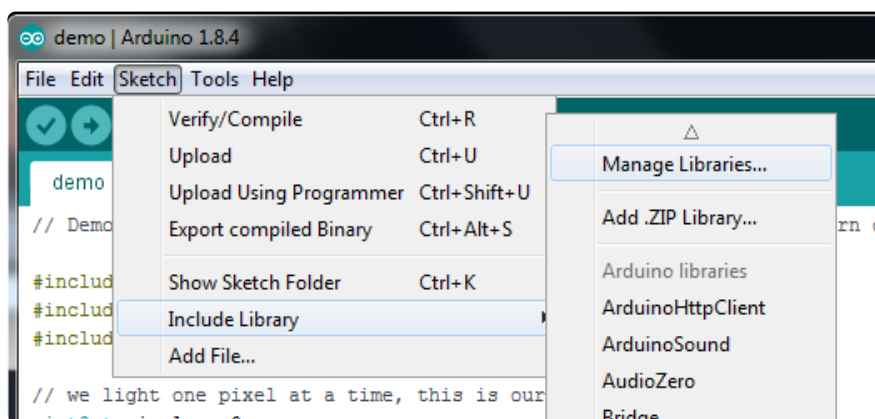 demo | Arduino 1.8.4
File Edit Sketch Tools Help
demo
Verify/Compile Ctrl+R
Upload Ctrl+U
Upload Using Programmer Ctrl+Shift+U
Export compiled Binary Ctrl+Alt+S
Show Sketch Folder Ctrl+K
Include Library
Add File...
Manage Libraries...
Add .ZIP Library...
Arduino libraries
ArduinoHttpClient
ArduinoSound
AudioZero
Bridge
// Demo
#includ
#includ
#includ
// we light one pixel at a time, this is our